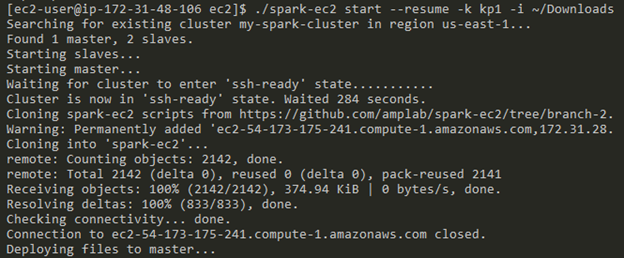 [ec2-user@ip-172-31-48-106 ec2]$ ./spark-ec2 start --resume -k kp1 -i ~/Downloads
Searching for existing cluster my-spark-cluster in region us-east-1...
Found 1 master, 2 slaves.
Starting slaves...
Starting master...
Waiting for cluster to enter 'ssh-ready' state...........
Cluster is now in 'ssh-ready' state. Waited 284 seconds.
Cloning spark-ec2 scripts from https://github.com/amplab/spark-ec2/tree/branch-2.
Warning: Permanently added 'ec2-54-173-175-241.compute-1.amazonaws.com,172.31.28.
Cloning into 'spark-ec2'...
remote: Counting objects: 2142, done.
remote: Total 2142 (delta 0), reused 0 (delta 0), pack-reused 2141
Receiving objects: 100% (2142/2142), 374.94 KiB | 0 bytes/s, done.
Resolving deltas: 100% (833/833), done.
Checking connectivity... done.
Connection to ec2-54-173-175-241.compute-1.amazonaws.com closed.
Deploying files to master...